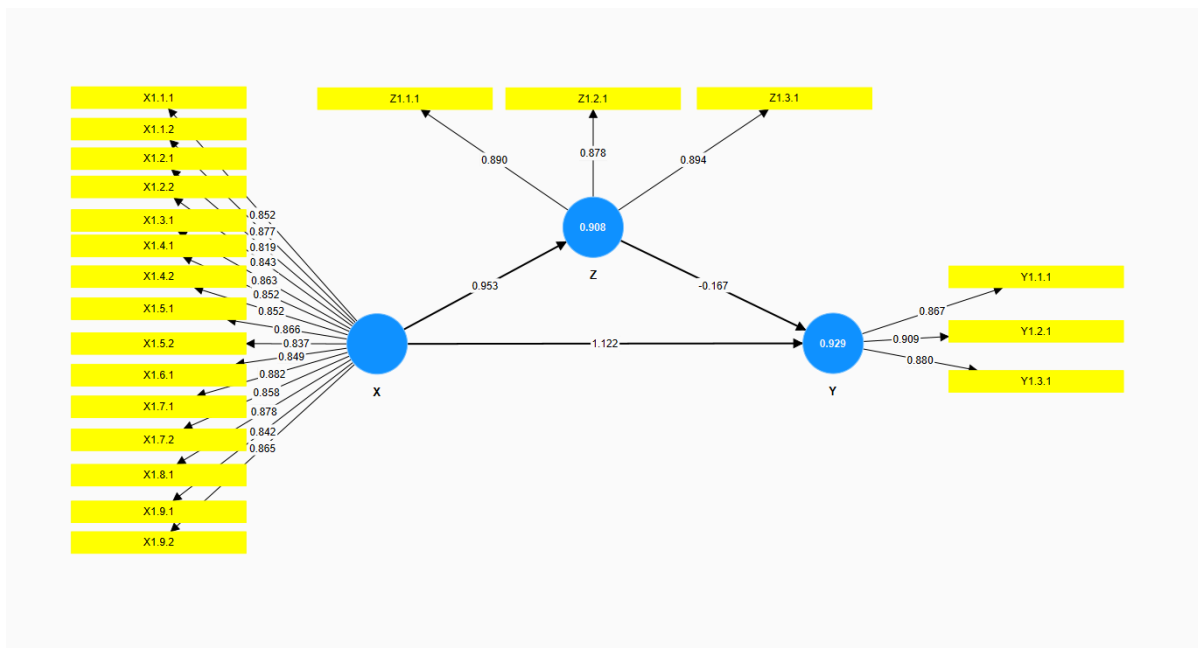 X1.1.1
X1.1.2
X1.2.1
X1.2.2
X1.3.1
X1.4.1
X1.4.2
X1.5.1
X1.5.2
X1.6.1
X1.7.1
X1.7.2
X1.8.1
X1.9.1
X1.9.2
0.852
0.877
0.819
0.843
0.863
0.852
0.852
0.866
0.837
0.849
0.882
0.858
0.878
0.842
0.865
X
Z1.1.1
Z1.2.1
Z1.3.1
0.890
0.878
0.894
0.908
Z
0.953
-0.167
1.122
0.929
Y
0.867
0.909
0.880
Y1.1.1
Y1.2.1
Y1.3.1